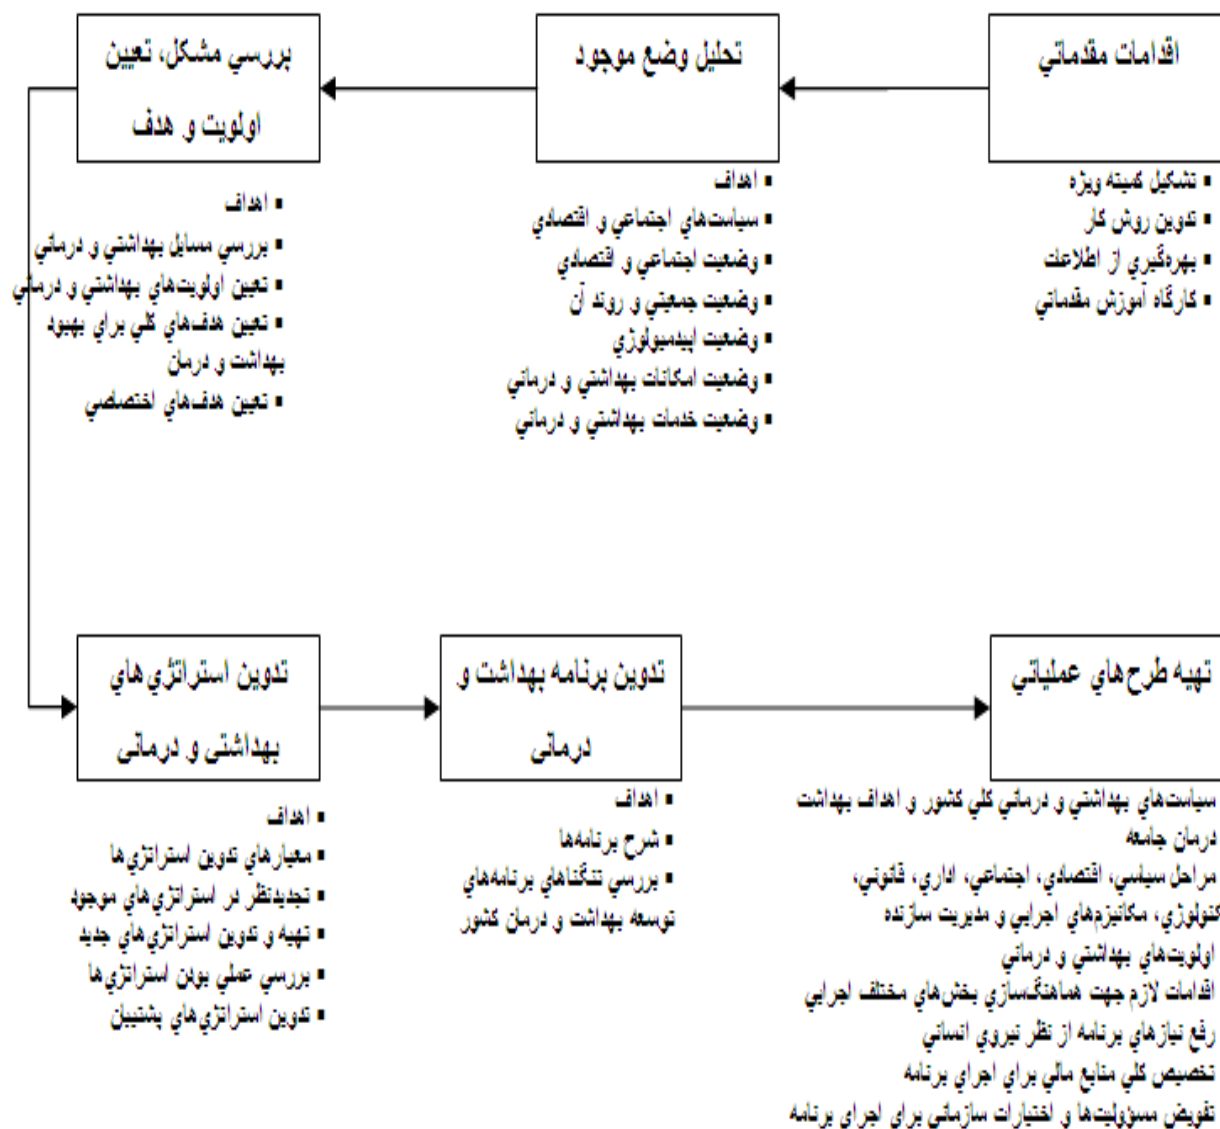 اقدامات مقدماتي
▪ تشكيل كميته ويژه
▪ تدوين روش كار
▪ بهره‌گيري از اطلاعات
▪ كارگاه آموزش مقدماتي
تحليل وضع موجود
▪ اهداف
▪ سياست‌هاي اجتماعي و اقتصادي
▪ وضعيت اجتماعي و اقتصادي
▪ وضعيت جمعيتي و روند آن
▪ وضعيت اپيدميولوژي
▪ وضعيت امكانات بهداشتي و درماني
▪ وضعيت خدمات بهداشتي و درماني
بررسي مشكل، تعيين
اولويت و هدف
▪ اهداف
▪ بررسي مسايل بهداشتي و درماني
▪ تعيين اولويت‌هاي بهداشتي و درماني
▪ تعيين هدف‌هاي كلي براي بهبود
بهداشت و درمان
▪ تعيين هدف‌هاي اختصاصي
تدوين استراتژي‌هاي
بهداشتی و درمانی
▪ اهداف
▪ معيارهاي تدوين استراتژي‌ها
▪ تجديدنظر در استراتژي‌هاي موجود
▪ تهيه و تدوين استراتژي‌هاي جديد
▪ بررسي عملي بودن استراتژي‌ها
▪ تدوين استراتژي‌هاي پشتيبان
تدوين برنامه بهداشت و
درمانی
▪ اهداف
▪ شرح برنامه‌ها
▪ بررسي تنگناهاي برنامه‌هاي
توسعه بهداشت و درمان كشور
تهيه طرح‌هاي عملياتي
سياست‌هاي بهداشتي و درماني كلي كشور و اهداف بهداشت
درمان جامعه
مراحل سياسي، اقتصادي، اجتماعي، اداري، قانوني،
كنولوژي، مكانيزم‌هاي اجرايي و مديريت سازنده
اولويت‌هاي بهداشتي و درماني
اقدامات لازم جهت هماهنگ‌سازي بخش‌هاي مختلف اجرايي
رفع نيازهاي برنامه از نظر نيروي انساني
تخصيص كلي منابع مالي براي اجراي برنامه
تفويض مسؤوليت‌ها و اختيارات سازماني براي اجراي برنامه